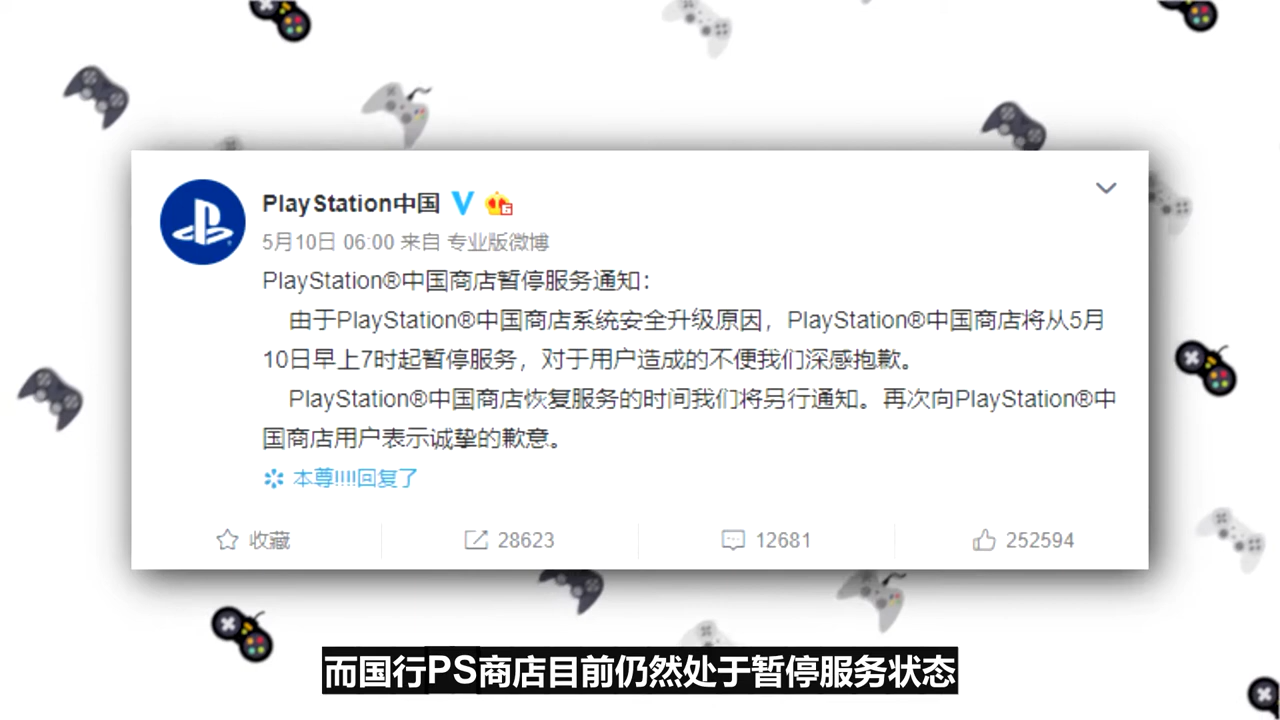 PlayStation中国
5月10日 06:00 来自 专业版微博
PlayStation®中国商店暂停服务通知：
由于PlayStation®中国商店系统安全升级原因，PlayStation®中国商店将从5月
10日早上7时起暂停服务，对于用户造成的不便我们深感抱歉。
PlayStation®中国商店恢复服务的时间我们将另行通知。再次向PlayStation®中
国商店用户表示诚挚的歉意。
本尊!!!!回复了
收藏 28623 12681 252594
而国行PS商店目前仍然处于暂停服务状态